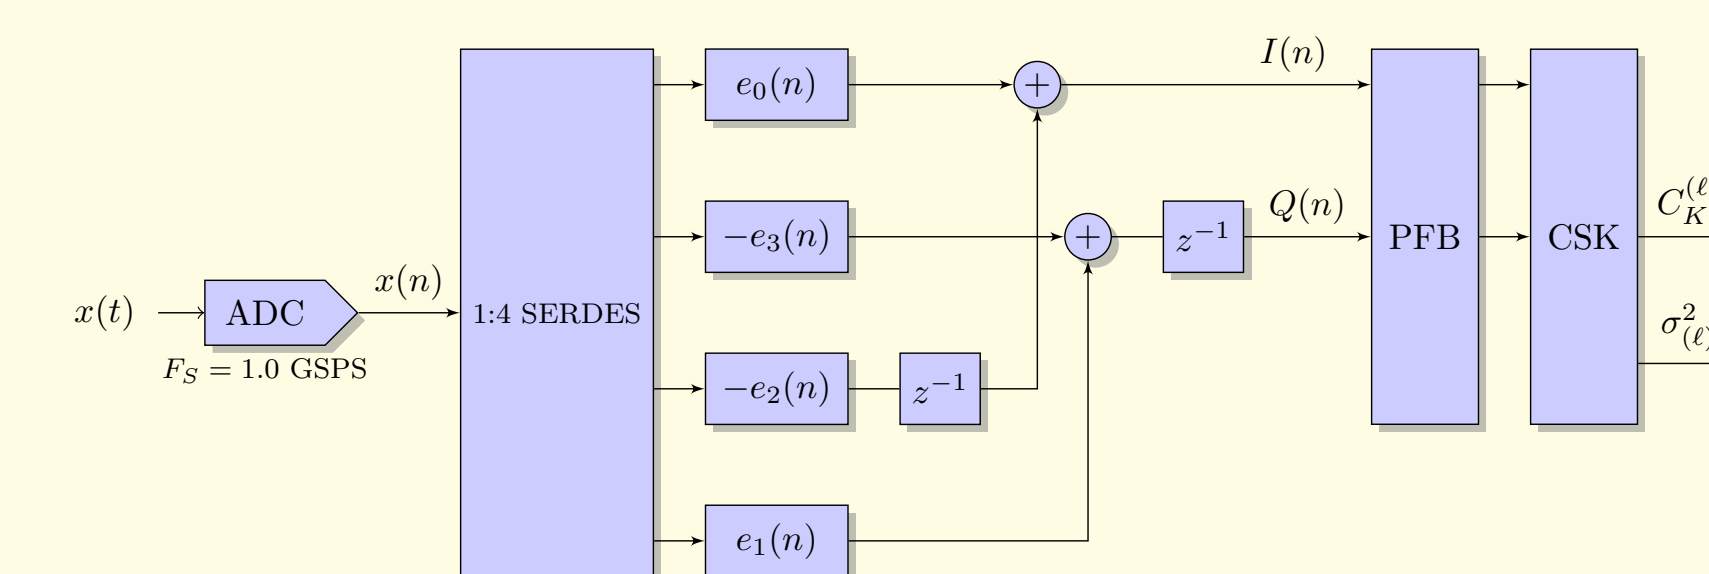 I(n)
e₀(n)
+
−e₃(n)
+
z⁻¹
Q(n)
PFB
CSK
C_K^(ℓ
x(t)
ADC
x(n)
1:4 SERDES
F_S = 1.0 GSPS
σ²_(ℓ)
−e₂(n)
z⁻¹
e₁(n)